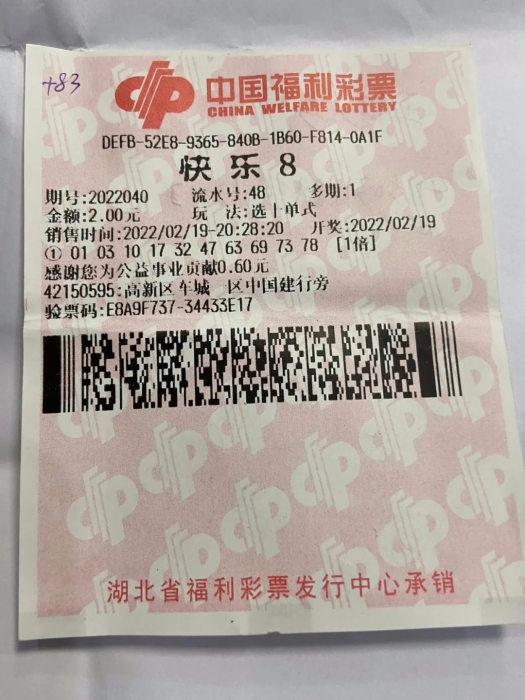 +83
中国福利彩票
CHINA WELFARE LOTTERY
DEFB-52E8-9365-840B-1B60-F814-0A1F
快乐8
期号:2022040 流水号:48 多期:1
金额:2.00元 玩 法:选十单式
销售时间:2022/02/19-20:28:20 开奖:2022/02/19
① 01 03 10 17 32 47 63 69 73 78 [1倍]
感谢您为公益事业贡献0.60元
42150595:高新区车城一区中国建行旁
验票码:E8A9F737-34433E17
湖北省福利彩票发行中心承销